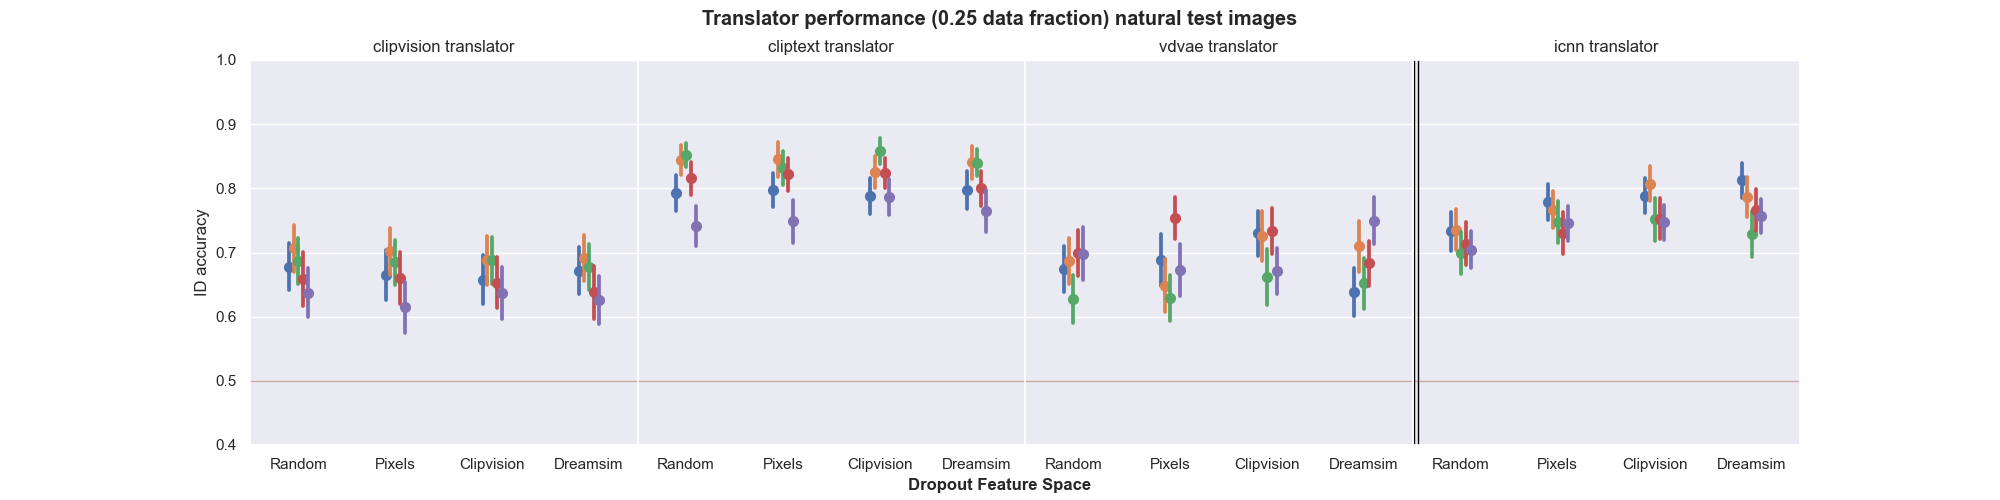 Translator performance (0.25 data fraction) natural test images
clipvision translator
cliptext translator
vdvae translator
icnn translator
1.0
0.9
0.8
0.7
0.6
0.5
0.4
ID accuracy
Random Pixels Clipvision Dreamsim Random Pixels Clipvision Dreamsim Random Pixels Clipvision Dreamsim Random Pixels Clipvision Dreamsim
Dropout Feature Space